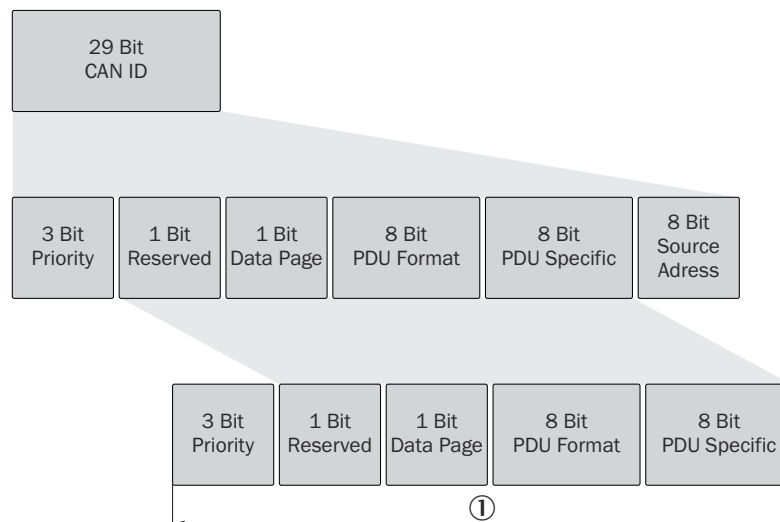 29 Bit
CAN ID
3 Bit
Priority
1 Bit
Reserved
1 Bit
Data Page
8 Bit
PDU Format
8 Bit
PDU Specific
8 Bit
Source
Adress
3 Bit
Priority
1 Bit
Reserved
1 Bit
Data Page
8 Bit
PDU Format
8 Bit
PDU Specific
①